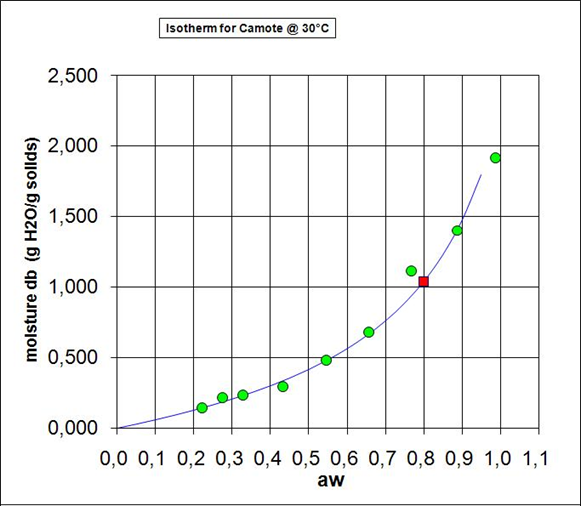 Isotherm for Camote @ 30°C
moisture db (g H2O/g solids)
2,500
2,000
1,500
1,000
0,500
0,000
0,0 0,1 0,2 0,3 0,4 0,5 0,6 0,7 0,8 0,9 1,0 1,1
aw